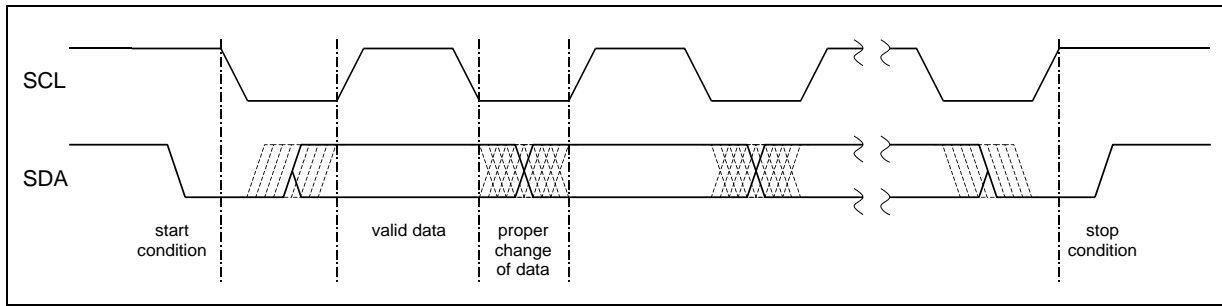 SCL
SDA
start
condition
valid data
proper
change
of data
stop
condition